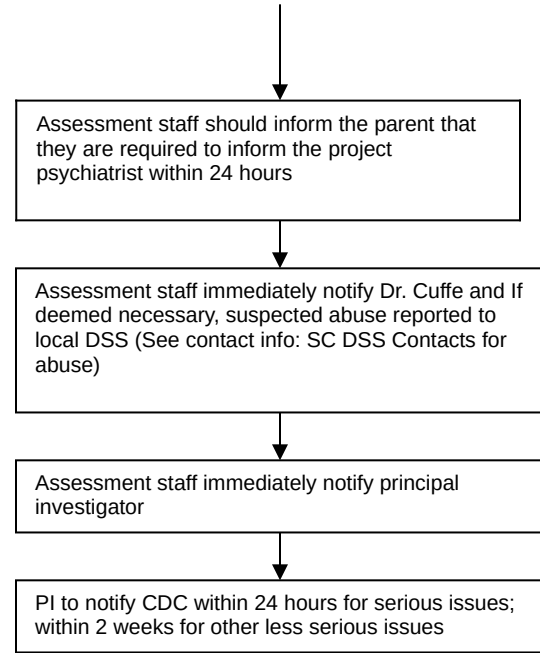 Assessment staff should inform the parent that
they are required to inform the project
psychiatrist within 24 hours
Assessment staff immediately notify Dr. Cuffe and If
deemed necessary, suspected abuse reported to
local DSS (See contact info: SC DSS Contacts for
abuse)
Assessment staff immediately notify principal
investigator
PI to notify CDC within 24 hours for serious issues;
within 2 weeks for other less serious issues